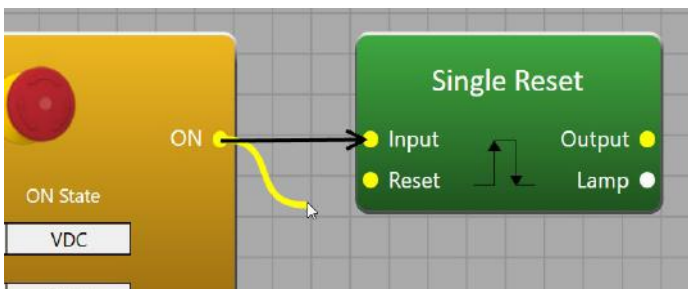 Single Reset
ON
Input
Output
Reset
Lamp
ON State
VDC